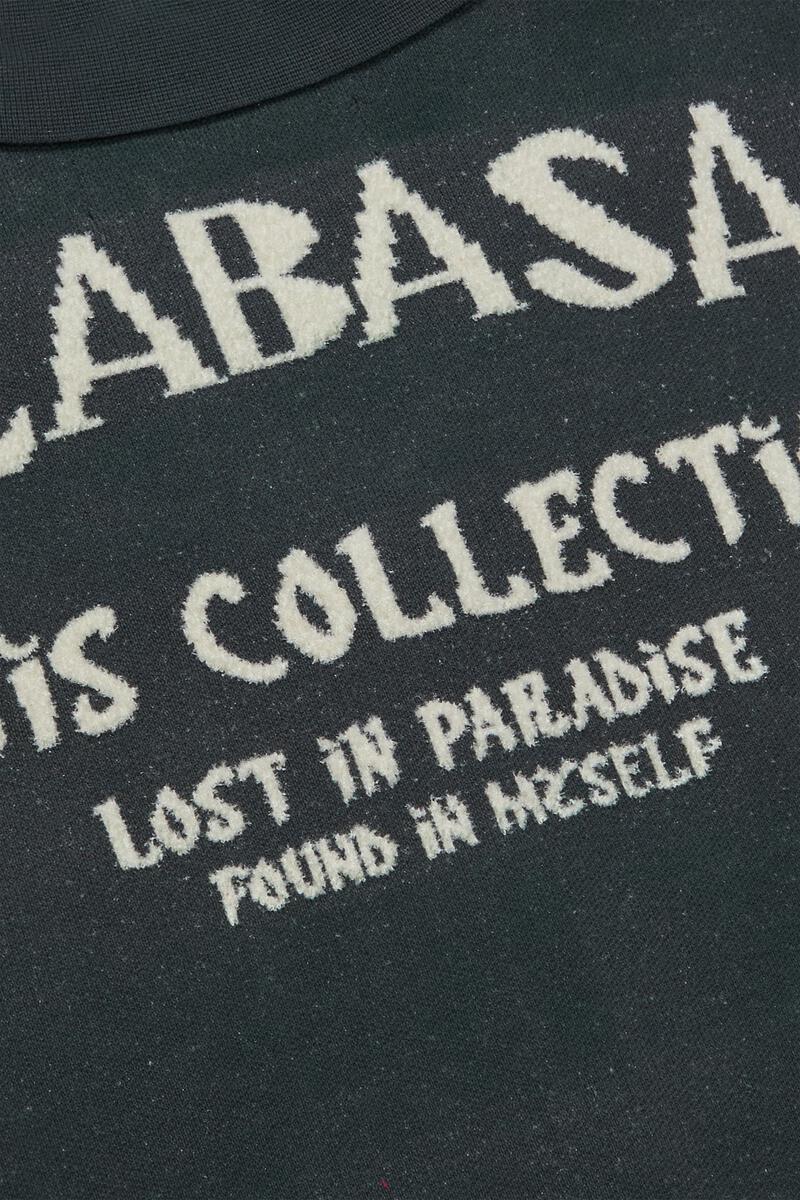 LABASA
IS COLLECTI
LOST IN PARADISE
FOUND IN MYSELF